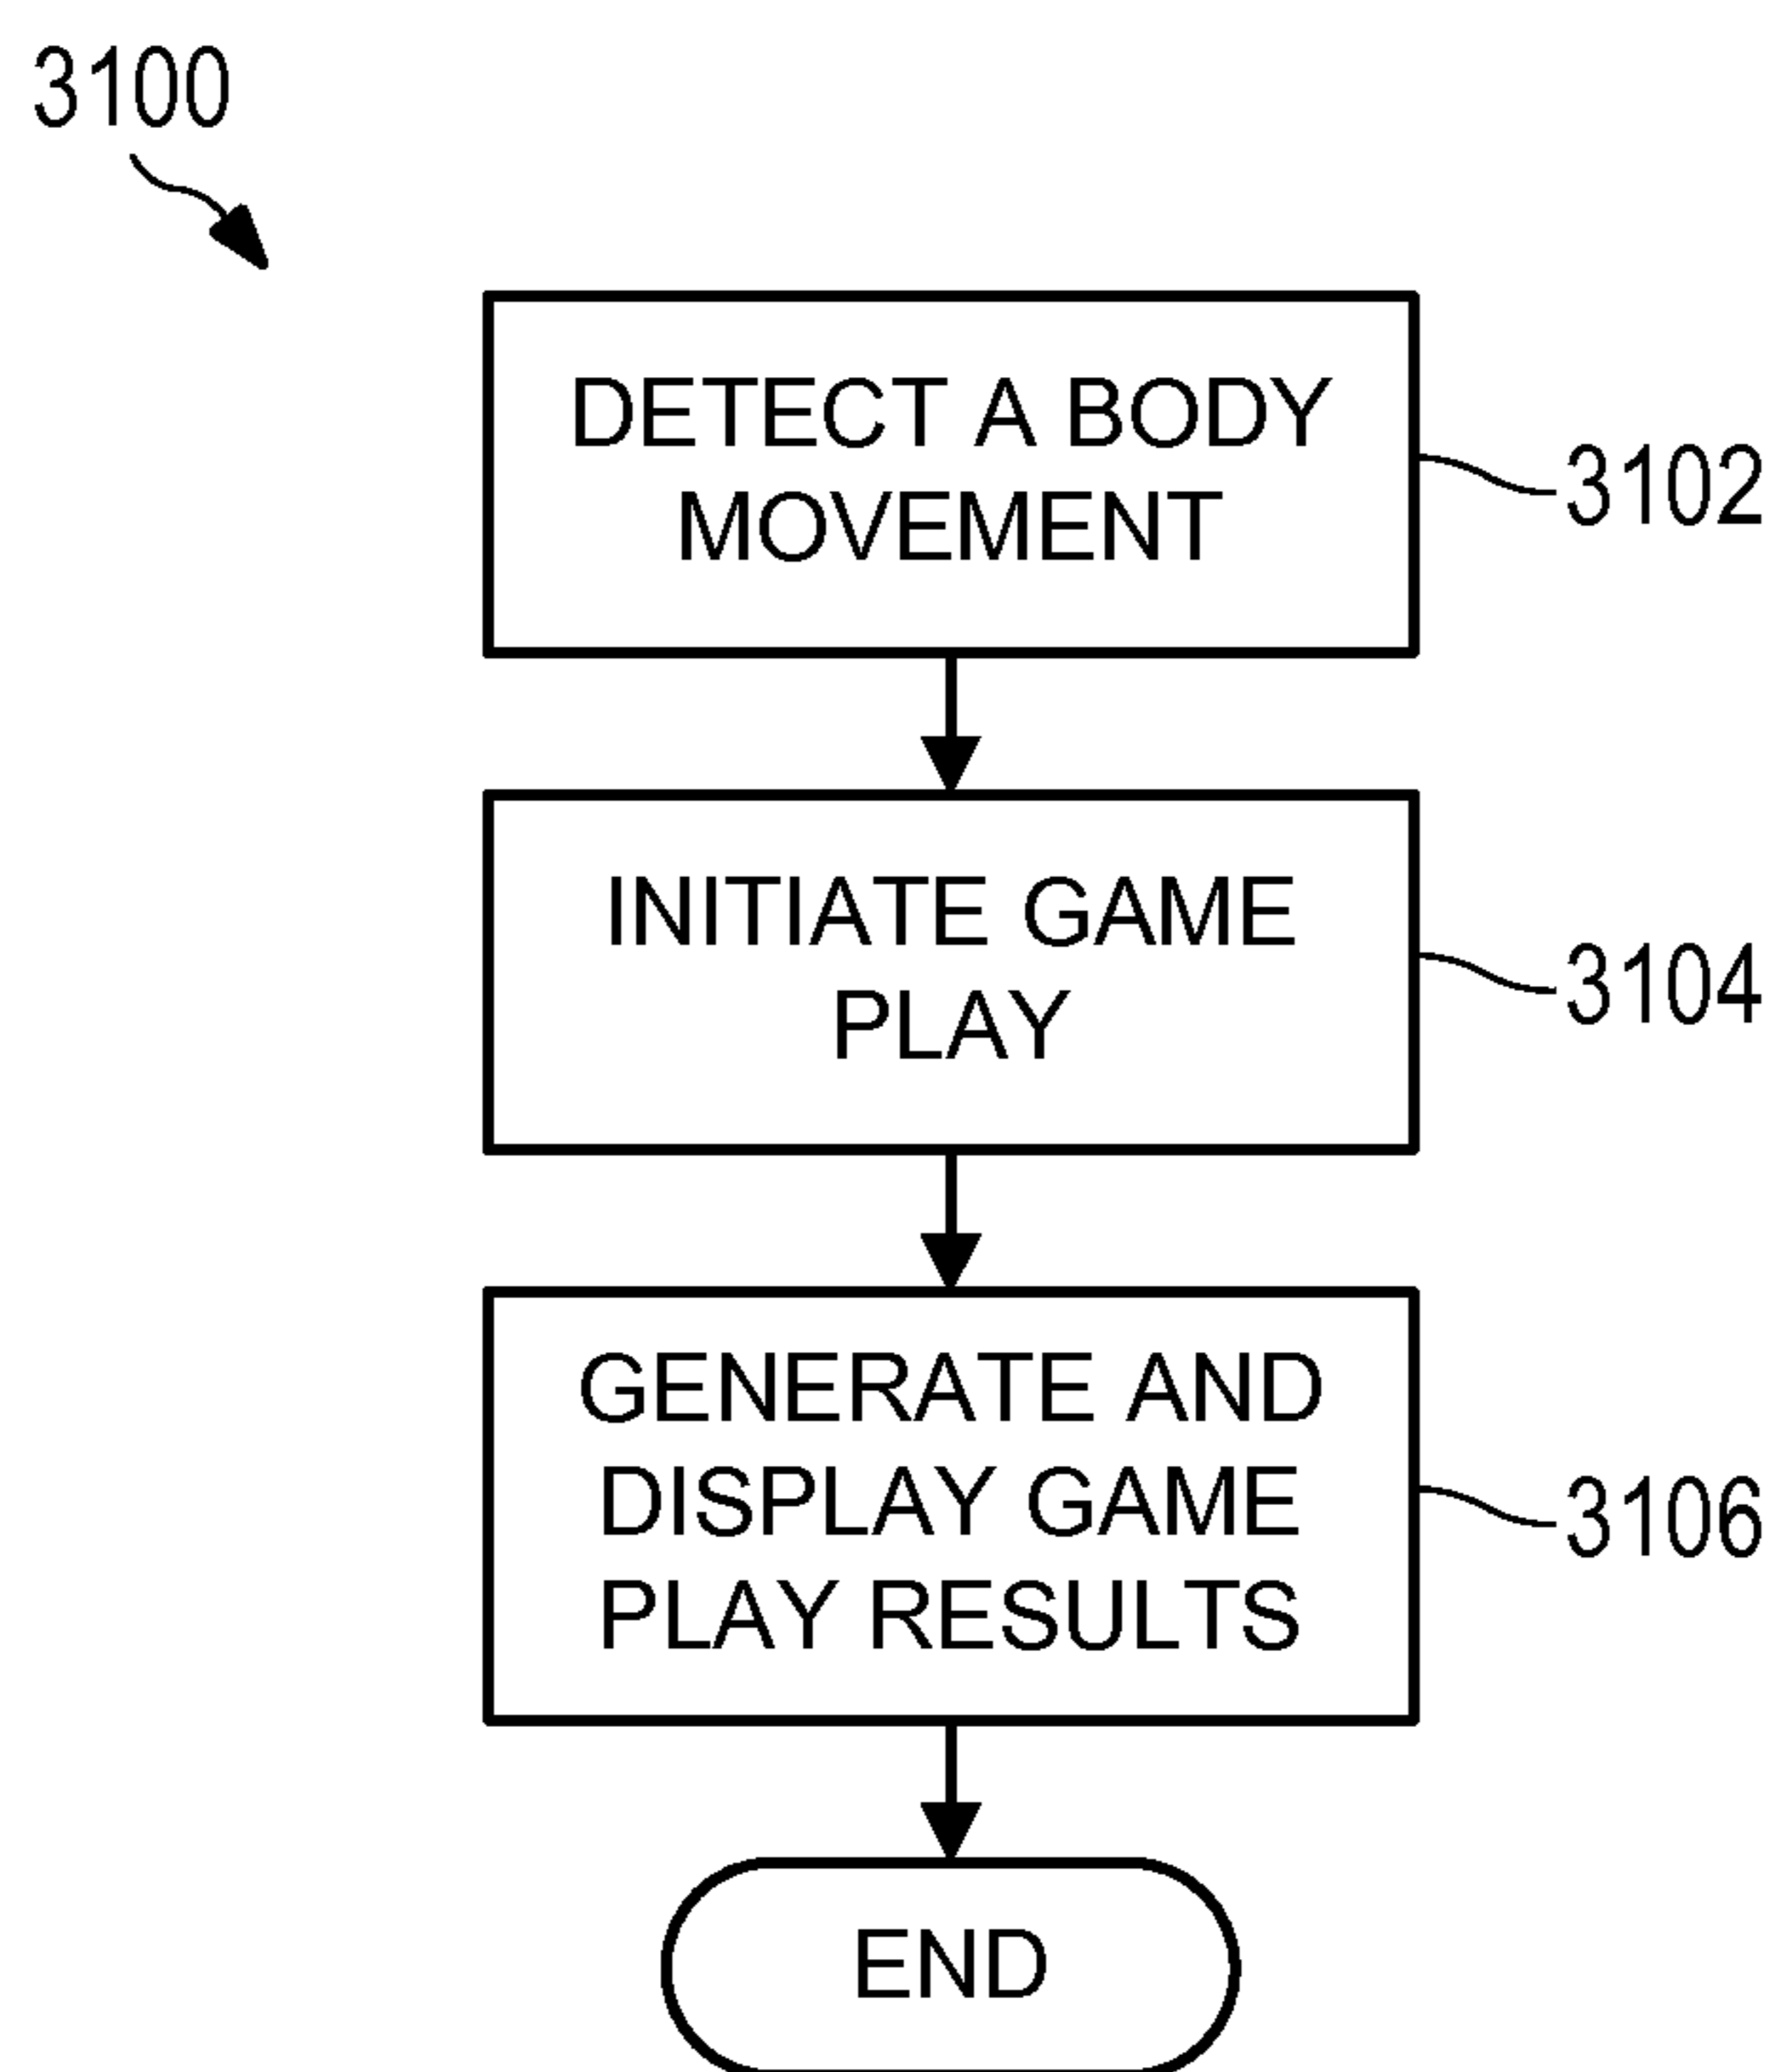 3100
DETECT A BODY
MOVEMENT
3102
INITIATE GAME
PLAY
3104
GENERATE AND
DISPLAY GAME
PLAY RESULTS
3106
END